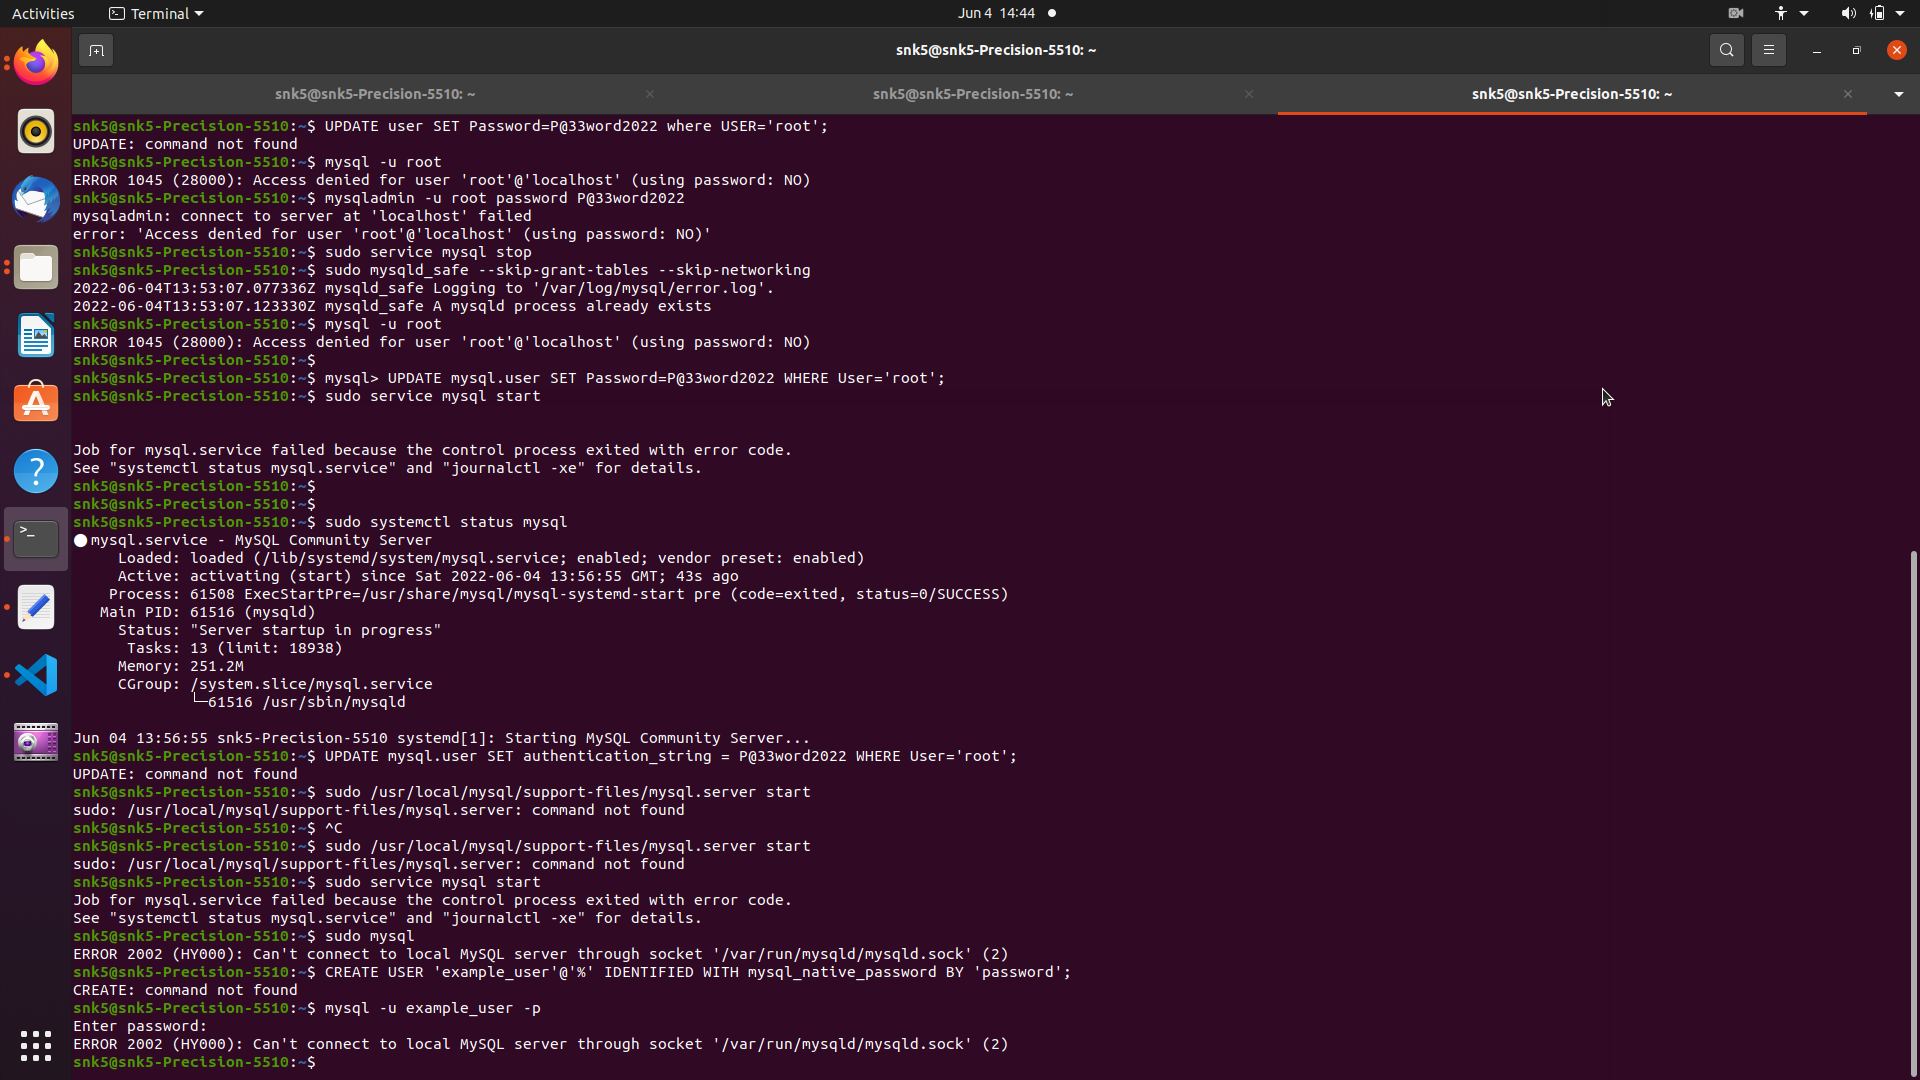 Activities
Terminal
Jun 4 14:44
snk5@snk5-Precision-5510: ~
snk5@snk5-Precision-5510: ~
snk5@snk5-Precision-5510: ~
snk5@snk5-Precision-5510: ~
snk5@snk5-Precision-5510:~$ UPDATE user SET Password=P@33word2022 where USER='root';
UPDATE: command not found
snk5@snk5-Precision-5510:~$ mysql -u root
ERROR 1045 (28000): Access denied for user 'root'@'localhost' (using password: NO)
snk5@snk5-Precision-5510:~$ mysqladmin -u root password P@33word2022
mysqladmin: connect to server at 'localhost' failed
error: 'Access denied for user 'root'@'localhost' (using password: NO)'
snk5@snk5-Precision-5510:~$ sudo service mysql stop
snk5@snk5-Precision-5510:~$ sudo mysqld_safe --skip-grant-tables --skip-networking
2022-06-04T13:53:07.077336Z mysqld_safe Logging to '/var/log/mysql/error.log'.
2022-06-04T13:53:07.123330Z mysqld_safe A mysqld process already exists
snk5@snk5-Precision-5510:~$ mysql -u root
ERROR 1045 (28000): Access denied for user 'root'@'localhost' (using password: NO)
snk5@snk5-Precision-5510:~$
snk5@snk5-Precision-5510:~$ mysql> UPDATE mysql.user SET Password=P@33word2022 WHERE User='root';
snk5@snk5-Precision-5510:~$ sudo service mysql start
Job for mysql.service failed because the control process exited with error code.
See "systemctl status mysql.service" and "journalctl -xe" for details.
snk5@snk5-Precision-5510:~$
snk5@snk5-Precision-5510:~$
snk5@snk5-Precision-5510:~$ sudo systemctl status mysql
● mysql.service - MySQL Community Server
Loaded: loaded (/lib/systemd/system/mysql.service; enabled; vendor preset: enabled)
Active: activating (start) since Sat 2022-06-04 13:56:55 GMT; 43s ago
Process: 61508 ExecStartPre=/usr/share/mysql/mysql-systemd-start pre (code=exited, status=0/SUCCESS)
Main PID: 61516 (mysqld)
Status: "Server startup in progress"
Tasks: 13 (limit: 18938)
Memory: 251.2M
CGroup: /system.slice/mysql.service
└─61516 /usr/sbin/mysqld
Jun 04 13:56:55 snk5-Precision-5510 systemd[1]: Starting MySQL Community Server...
snk5@snk5-Precision-5510:~$ UPDATE mysql.user SET authentication_string = P@33word2022 WHERE User='root';
UPDATE: command not found
snk5@snk5-Precision-5510:~$ sudo /usr/local/mysql/support-files/mysql.server start
sudo: /usr/local/mysql/support-files/mysql.server: command not found
snk5@snk5-Precision-5510:~$ ^C
snk5@snk5-Precision-5510:~$ sudo /usr/local/mysql/support-files/mysql.server start
sudo: /usr/local/mysql/support-files/mysql.server: command not found
snk5@snk5-Precision-5510:~$ sudo service mysql start
Job for mysql.service failed because the control process exited with error code.
See "systemctl status mysql.service" and "journalctl -xe" for details.
snk5@snk5-Precision-5510:~$ sudo mysql
ERROR 2002 (HY000): Can't connect to local MySQL server through socket '/var/run/mysqld/mysqld.sock' (2)
snk5@snk5-Precision-5510:~$ CREATE USER 'example_user'@'%' IDENTIFIED WITH mysql_native_password BY 'password';
CREATE: command not found
snk5@snk5-Precision-5510:~$ mysql -u example_user -p
Enter password:
ERROR 2002 (HY000): Can't connect to local MySQL server through socket '/var/run/mysqld/mysqld.sock' (2)
snk5@snk5-Precision-5510:~$